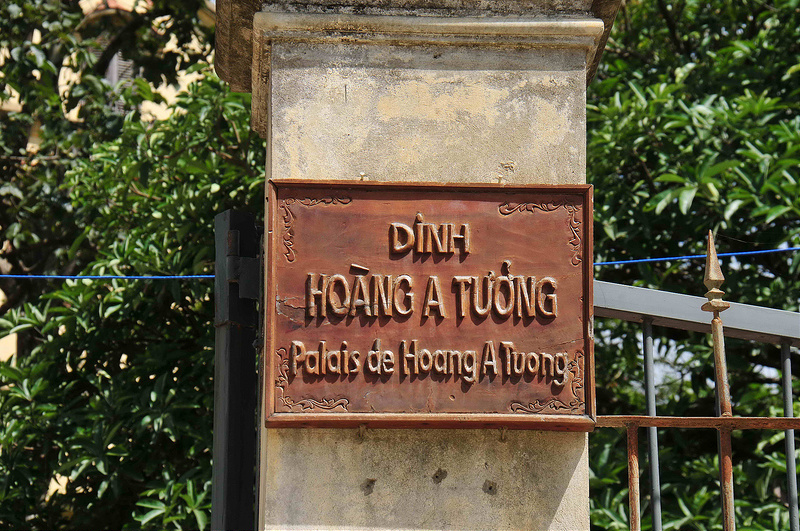 DINH
HOÀNG A TƯỞNG
Palais de Hoang A Tuong